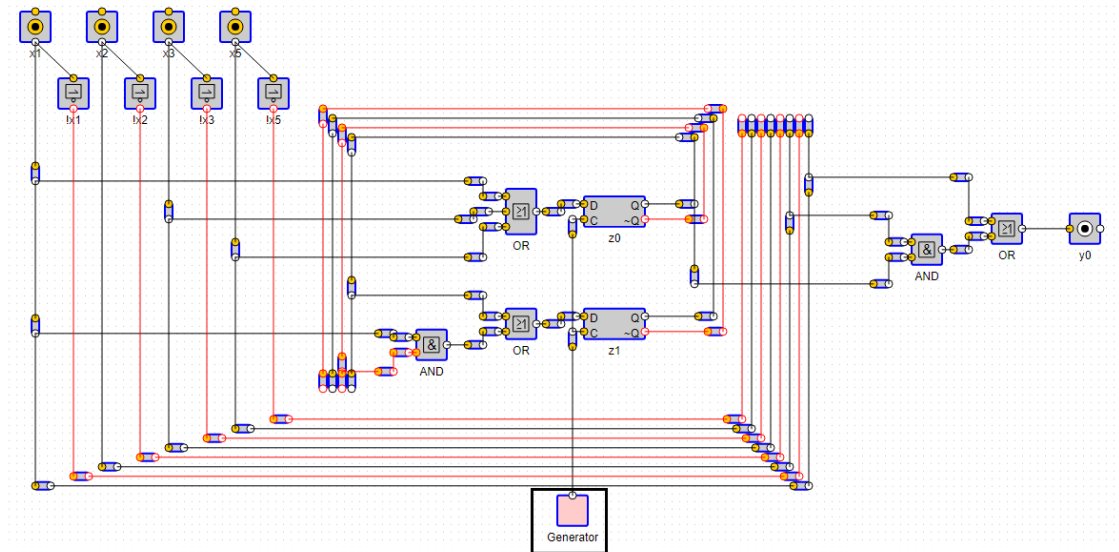 x1 x2 x3 x5
!x1 !x2 !x3 !x5
≥1
OR
D Q
C ~Q
z0
≥1
OR
D Q
C ~Q
z1
&
AND
&
AND
≥1
OR
y0
Generator